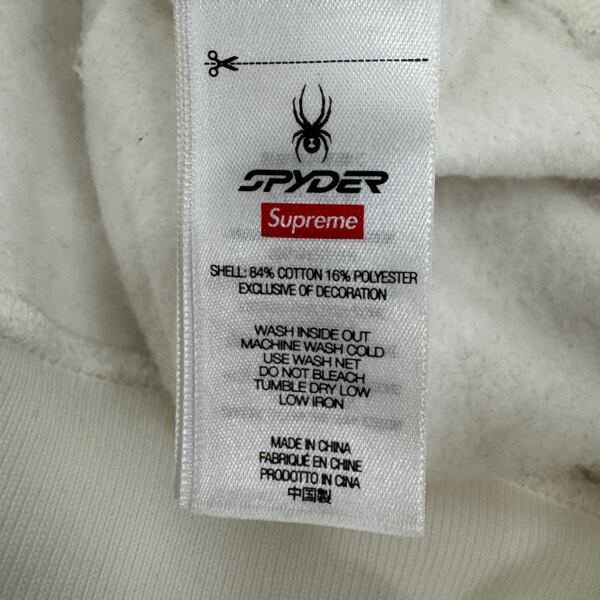 SPYDER
Supreme
SHELL: 84% COTTON 16% POLYESTER
EXCLUSIVE OF DECORATION
WASH INSIDE OUT
MACHINE WASH COLD
USE WASH NET
DO NOT BLEACH
TUMBLE DRY LOW
LOW IRON
MADE IN CHINA
FABRIQUÉ EN CHINE
PRODOTTO IN CINA
中国製